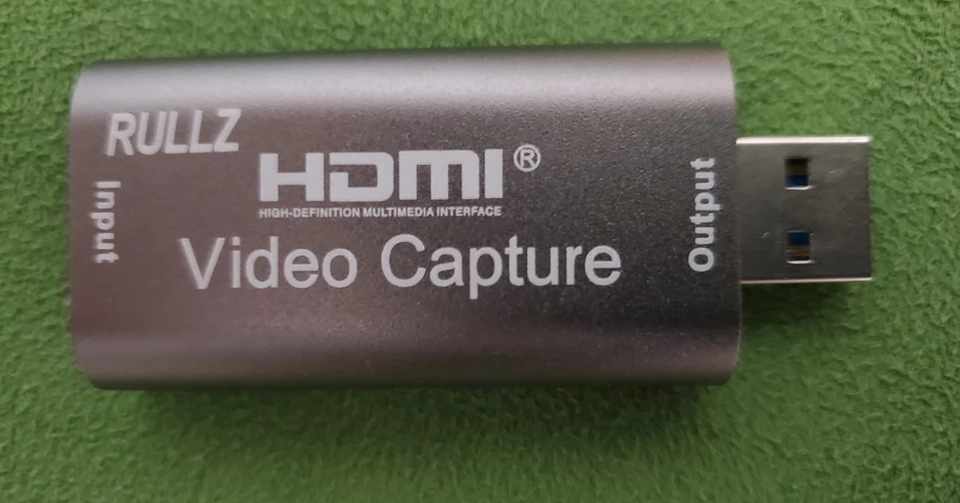 RULLZ
HDMI®
HIGH-DEFINITION MULTIMEDIA INTERFACE
Video Capture
Input
Output